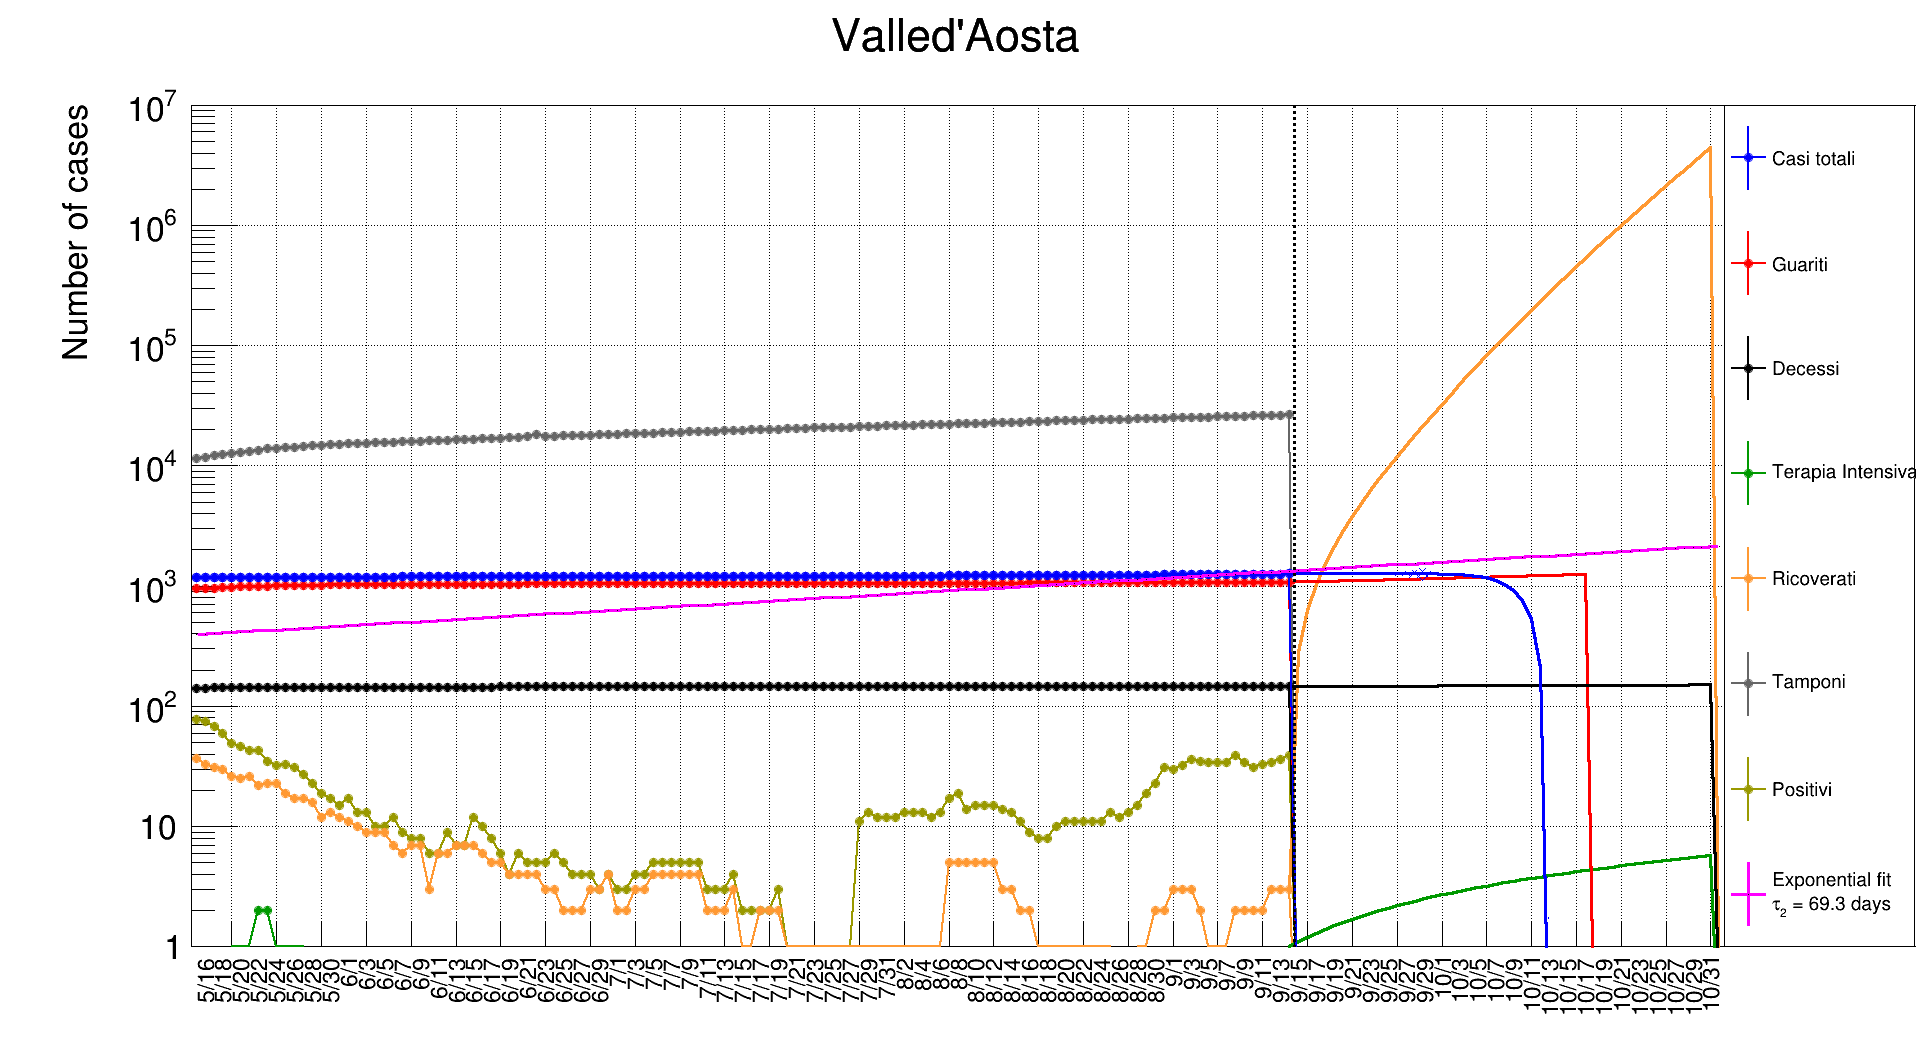 Valled'Aosta
Number of cases
10^7
10^6
10^5
10^4
10^3
10^2
10
1
5/16 5/18 5/20 5/22 5/24 5/26 5/28 5/30 6/1 6/3 6/5 6/7 6/9 6/11 6/13 6/15 6/17 6/19 6/21 6/23 6/25 6/27 6/29 7/1 7/3 7/5 7/7 7/9 7/11 7/13 7/15 7/17 7/19 7/21 7/23 7/25 7/27 7/29 7/31 8/2 8/4 8/6 8/8 8/10 8/12 8/14 8/16 8/18 8/20 8/22 8/24 8/26 8/28 8/30 9/1 9/3 9/5 9/7 9/9 9/11 9/13 9/15 9/17 9/19 9/21 9/23 9/25 9/27 9/29 10/1 10/3 10/5 10/7 10/9 10/11 10/13 10/15 10/17 10/19 10/21 10/23 10/25 10/27 10/29 10/31
Casi totali
Guariti
Decessi
Terapia Intensiva
Ricoverati
Tamponi
Positivi
Exponential fit
τ₂ = 69.3 days